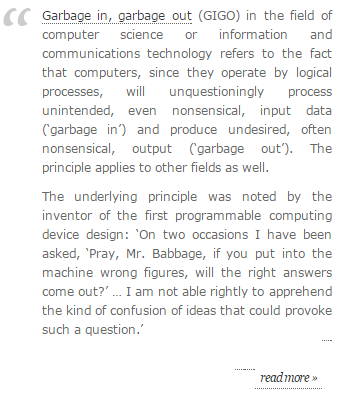 “
Garbage in, garbage out (GIGO) in the field of
computer science or information and
communications technology refers to the fact
that computers, since they operate by logical
processes, will unquestioningly process
unintended, even nonsensical, input data
(‘garbage in’) and produce undesired, often
nonsensical, output (‘garbage out’). The
principle applies to other fields as well.
The underlying principle was noted by the
inventor of the first programmable computing
device design: ‘On two occasions I have been
asked, ‘Pray, Mr. Babbage, if you put into the
machine wrong figures, will the right answers
come out?’ … I am not able rightly to apprehend
the kind of confusion of ideas that could provoke
such a question.’
read more »